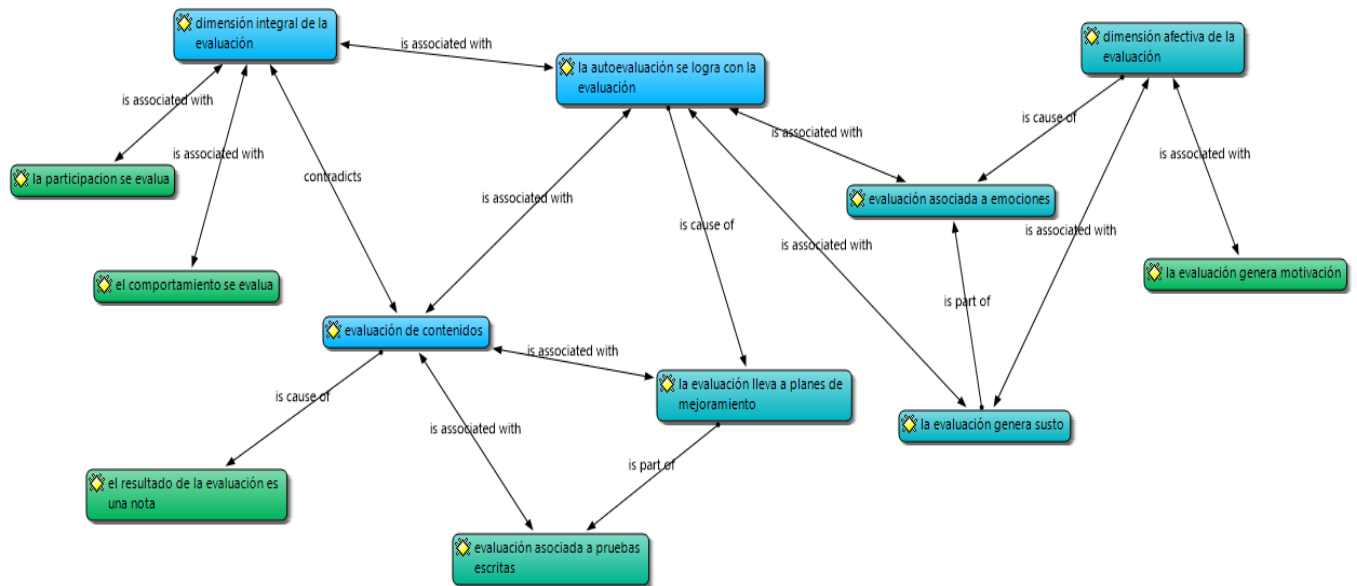 dimensión integral de la
evaluación
is associated with
dimensión afectiva de la
evaluación
la autoevaluación se logra con la
evaluación
is associated with
is cause of
is associated with
is associated with
is associated with
la participacion se evalua
contradicts
evaluación asociada a emociones
is associated with
is cause of
is associated with
is associated with
el comportamiento se evalua
la evaluación genera motivación
is part of
evaluación de contenidos
is associated with
la evaluación lleva a planes de
mejoramiento
is cause of
la evaluación genera susto
is associated with
is part of
el resultado de la evaluación es
una nota
evaluación asociada a pruebas
escritas